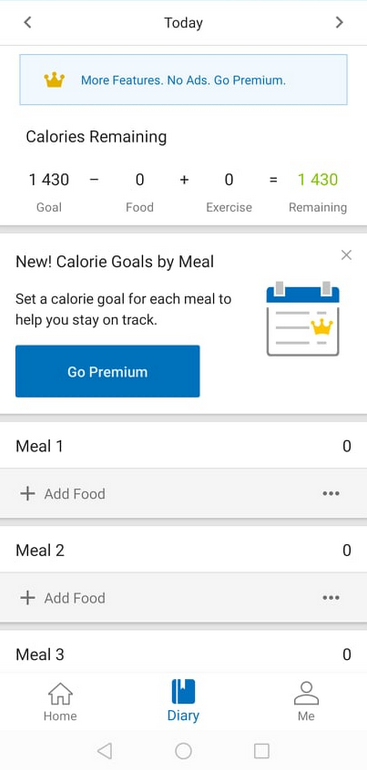 Today
More Features. No Ads. Go Premium.
Calories Remaining
1 430 − 0 + 0 = 1 430
Goal Food Exercise Remaining
New! Calorie Goals by Meal
Set a calorie goal for each meal to
help you stay on track.
Go Premium
Meal 1 0
+ Add Food
Meal 2 0
+ Add Food
Meal 3 0
Home Diary Me